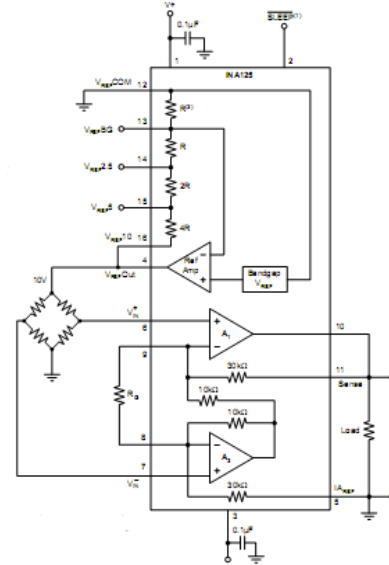 V+
0.1µF
SLEEP(1)
1
2
INA125
VREFCOM
12
R(2)
13
VREFBG
R
14
VREF2.5
2R
15
VREF5
4R
VREF10
16
4
VREFOut
Ref
Amp
Bandgap
VREF
10V
VIN+
6
A1
10
9
30kΩ
11
Sense
10kΩ
RG
10kΩ
Load
8
A2
30kΩ
7
VIN−
IAREF
5
3
0.1µF